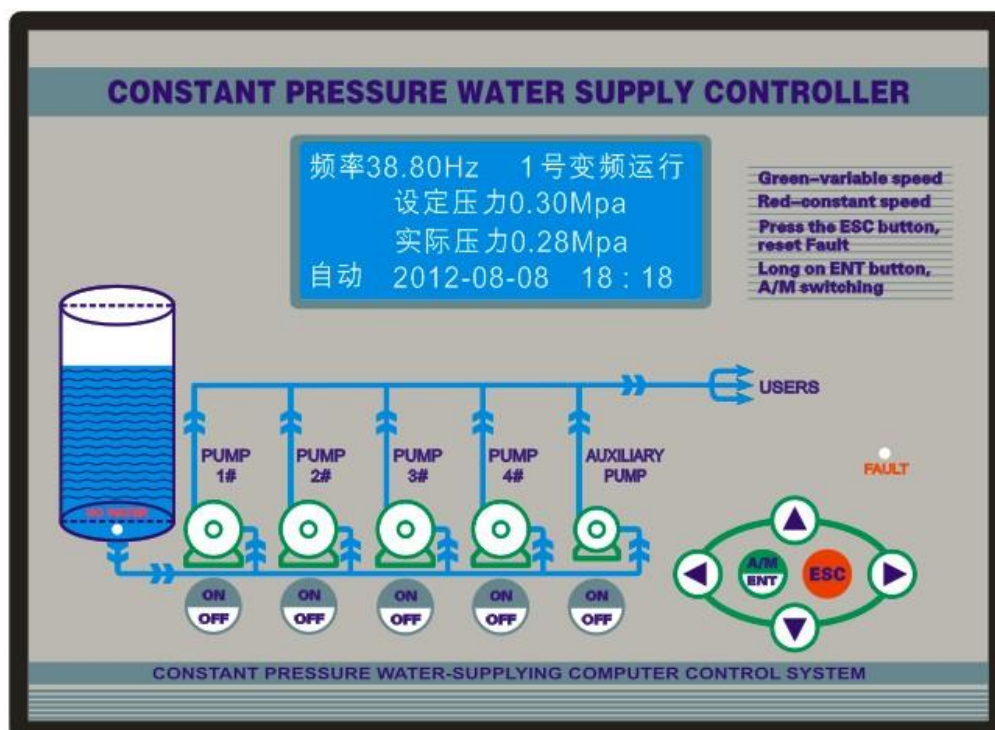 CONSTANT PRESSURE WATER SUPPLY CONTROLLER
频率38.80Hz 1号变频运行
设定压力0.30Mpa
实际压力0.28Mpa
自动 2012-08-08 18:18
Green-variable speed
Red-constant speed
Press the ESC button,
reset Fault
Long on ENT button,
A/M switching
USERS
PUMP
1#
PUMP
2#
PUMP
3#
PUMP
4#
AUXILIARY
PUMP
FAULT
NO WATER
ON
OFF
ON
OFF
ON
OFF
ON
OFF
ON
OFF
A/M
ENT
ESC
CONSTANT PRESSURE WATER-SUPPLYING COMPUTER CONTROL SYSTEM